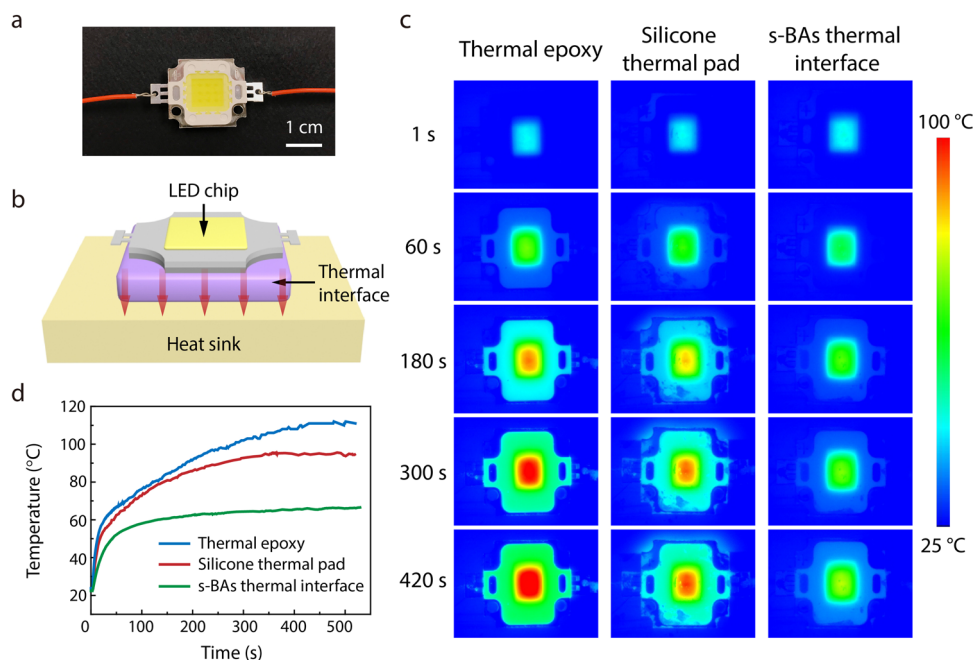 a
1 cm
b
LED chip
Thermal
interface
Heat sink
c
Thermal epoxy
Silicone
thermal pad
s-BAs thermal
interface
1 s
60 s
180 s
300 s
420 s
100 °C
25 °C
d
Temperature (°C)
120
100
80
60
40
20
Thermal epoxy
Silicone thermal pad
s-BAs thermal interface
0 100 200 300 400 500
Time (s)